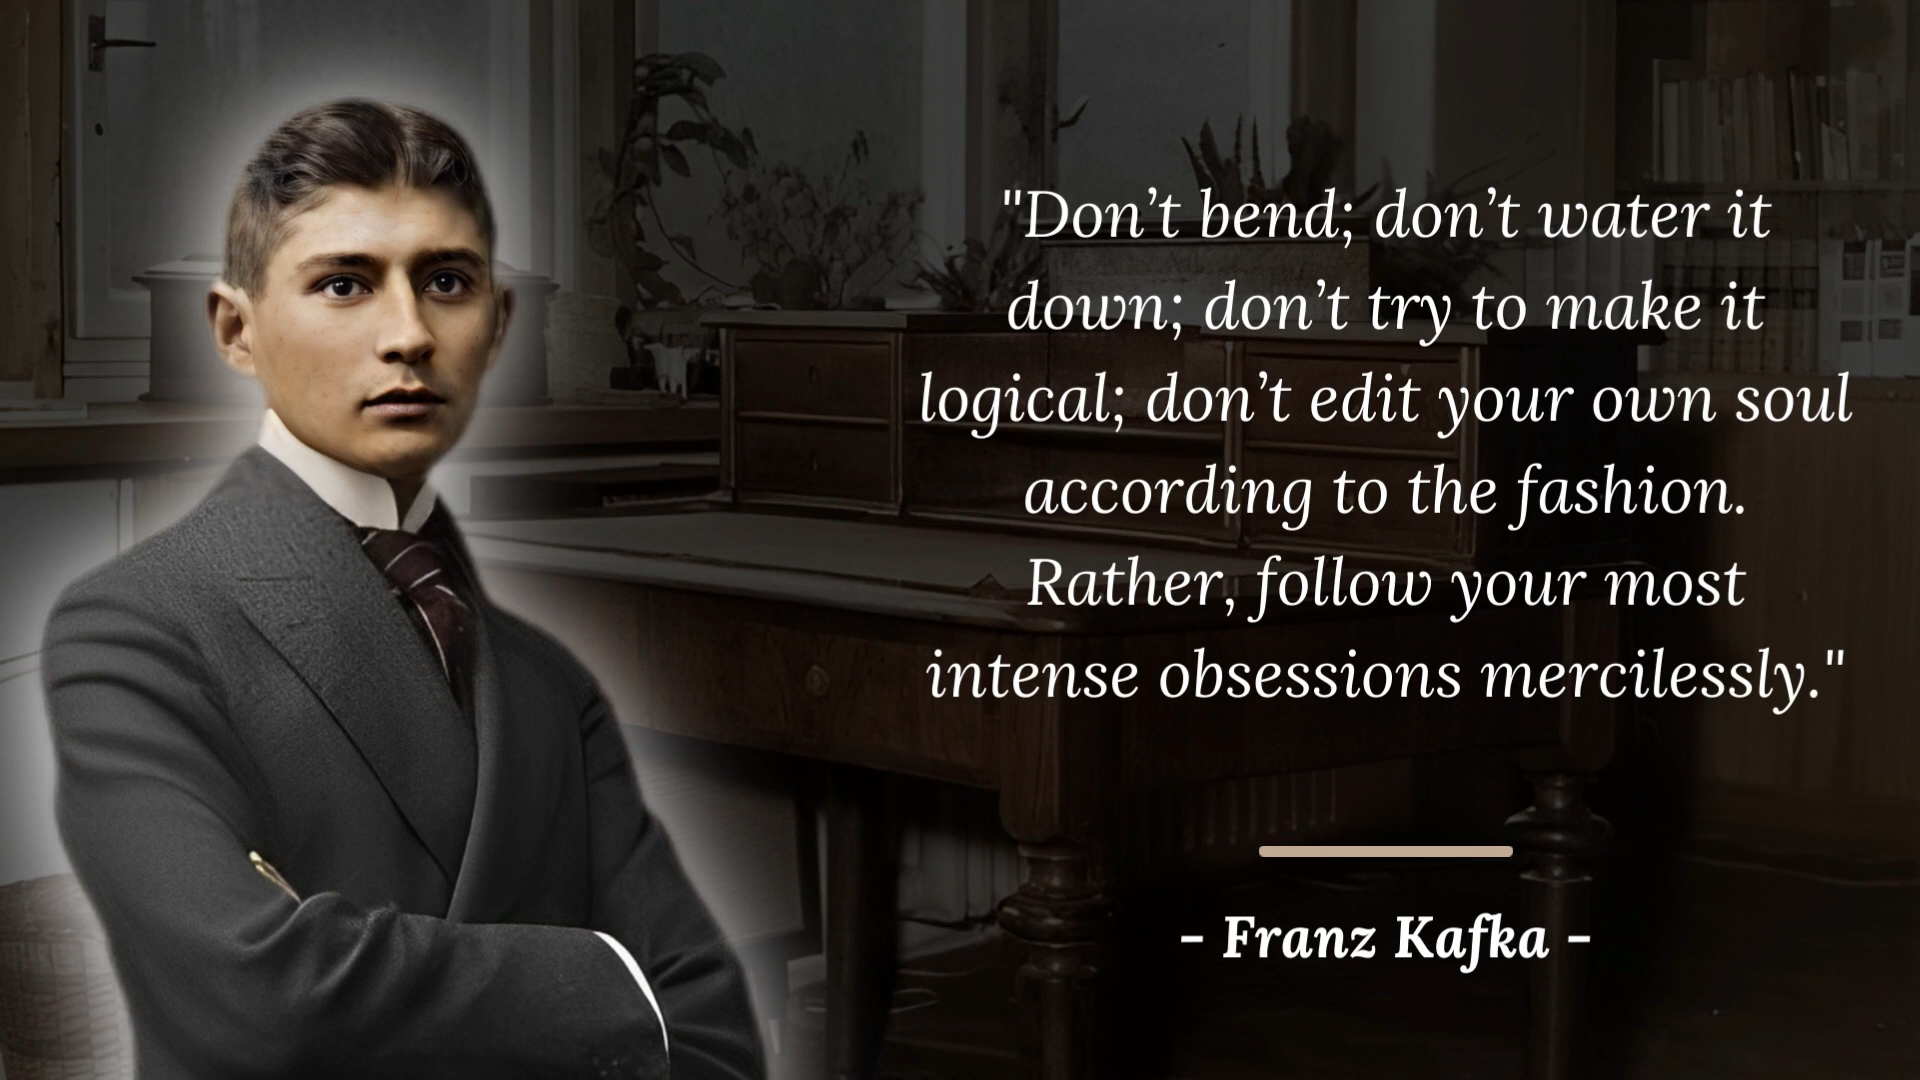 "Don’t bend; don’t water it
down; don’t try to make it
logical; don’t edit your own soul
according to the fashion.
Rather, follow your most
intense obsessions mercilessly."
- Franz Kafka -